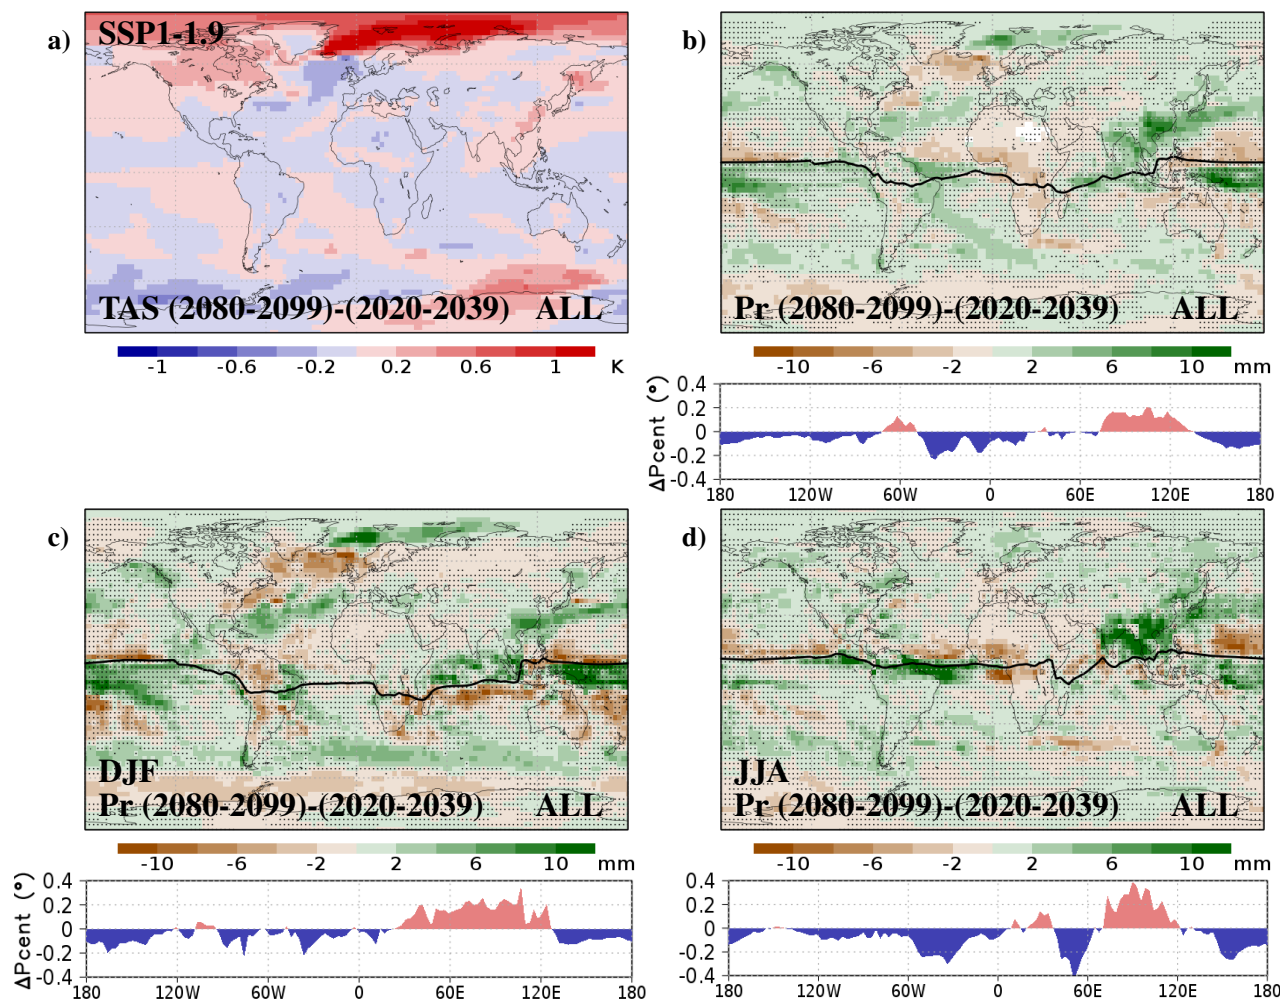 a)
SSP1-1.9
TAS (2080-2099)-(2020-2039) ALL
-1 -0.6 -0.2 0.2 0.6 1 K
b)
Pr (2080-2099)-(2020-2039) ALL
-10 -6 -2 2 6 10 mm
ΔPcent (°)
0.4
0.2
0
-0.2
-0.4
180 120W 60W 0 60E 120E 180
c)
DJF
Pr (2080-2099)-(2020-2039) ALL
-10 -6 -2 2 6 10 mm
ΔPcent (°)
0.4
0.2
0
-0.2
-0.4
180 120W 60W 0 60E 120E 180
d)
JJA
Pr (2080-2099)-(2020-2039) ALL
-10 -6 -2 2 6 10 mm
0.4
0.2
0
-0.2
-0.4
180 120W 60W 0 60E 120E 180